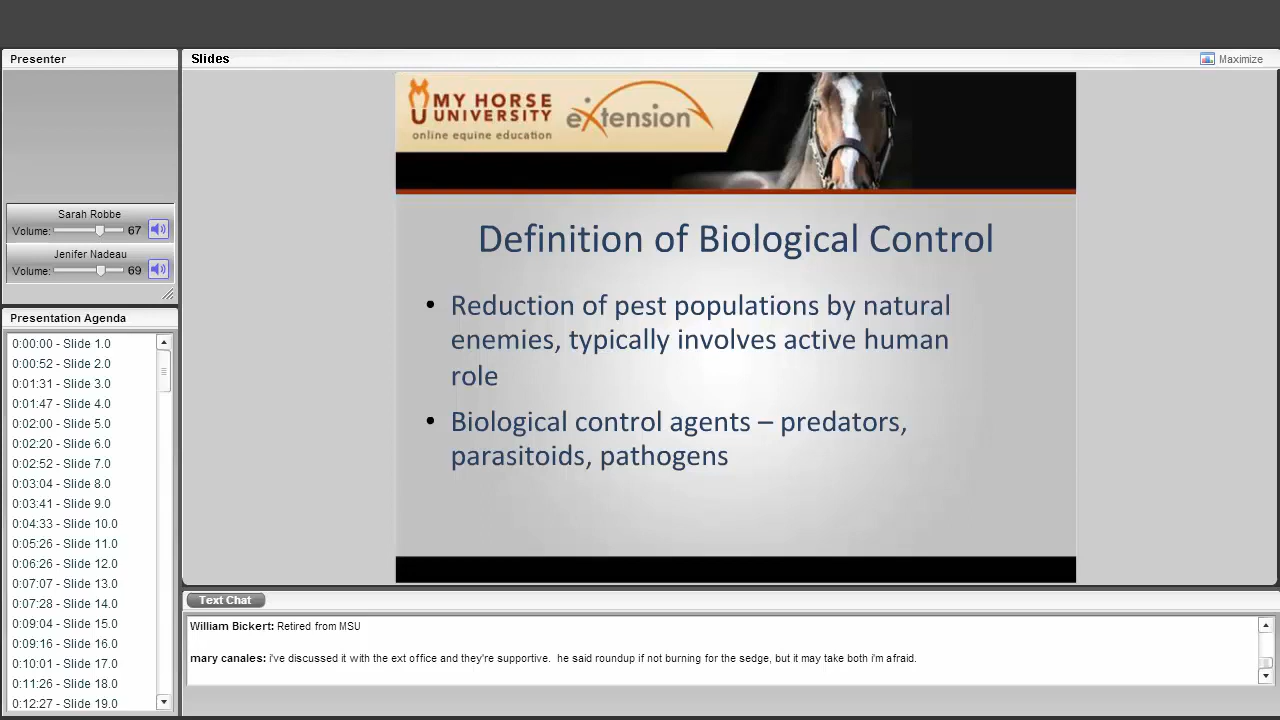 Presenter
Slides
Maximize
MY HORSE
UNIVERSITY
online equine education
eXtension
Sarah Robbe
Volume: 67
Jenifer Nadeau
Volume: 69
Presentation Agenda
0:00:00 - Slide 1.0
0:00:52 - Slide 2.0
0:01:31 - Slide 3.0
0:01:47 - Slide 4.0
0:02:00 - Slide 5.0
0:02:20 - Slide 6.0
0:02:52 - Slide 7.0
0:03:04 - Slide 8.0
0:03:41 - Slide 9.0
0:04:33 - Slide 10.0
0:05:26 - Slide 11.0
0:06:26 - Slide 12.0
0:07:07 - Slide 13.0
0:07:28 - Slide 14.0
0:09:04 - Slide 15.0
0:09:16 - Slide 16.0
0:10:01 - Slide 17.0
0:11:26 - Slide 18.0
0:12:27 - Slide 19.0
Definition of Biological Control
• Reduction of pest populations by natural
enemies, typically involves active human
role
• Biological control agents – predators,
parasitoids, pathogens
Text Chat
William Bickert: Retired from MSU
mary canales: i've discussed it with the ext office and they're supportive. he said roundup if not burning for the sedge, but it may take both i'm afraid.